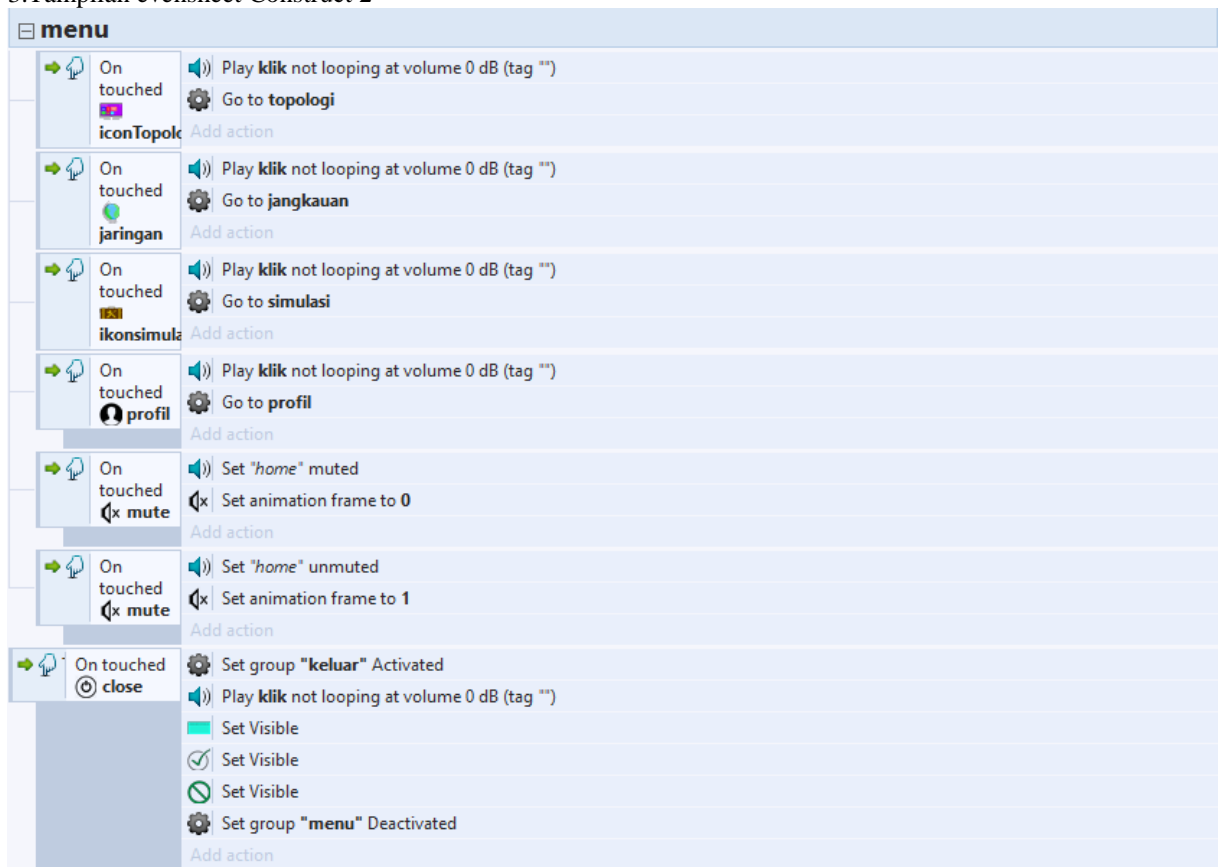 3.Tampilan evensheet Construct 2
menu
On
touched
iconTopol
Play klik not looping at volume 0 dB (tag "")
Go to topologi
Add action
On
touched
jaringan
Play klik not looping at volume 0 dB (tag "")
Go to jangkauan
Add action
On
touched
ikonsimula
Play klik not looping at volume 0 dB (tag "")
Go to simulasi
Add action
On
touched
profil
Play klik not looping at volume 0 dB (tag "")
Go to profil
Add action
On
touched
mute
Set "home" muted
Set animation frame to 0
Add action
On
touched
mute
Set "home" unmuted
Set animation frame to 1
Add action
On touched
close
Set group "keluar" Activated
Play klik not looping at volume 0 dB (tag "")
Set Visible
Set Visible
Set Visible
Set group "menu" Deactivated
Add action